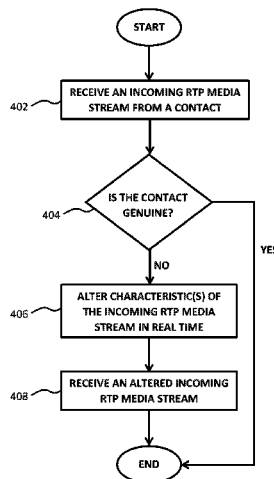 START
402
RECEIVE AN INCOMING RTP MEDIA
STREAM FROM A CONTACT
IS THE CONTACT
GENUINE?
404
YES
NO
406
ALTER CHARACTERISTIC(S) OF
THE INCOMING RTP MEDIA
STREAM IN REAL TIME
408
RECEIVE AN ALTERED INCOMING
RTP MEDIA STREAM
END